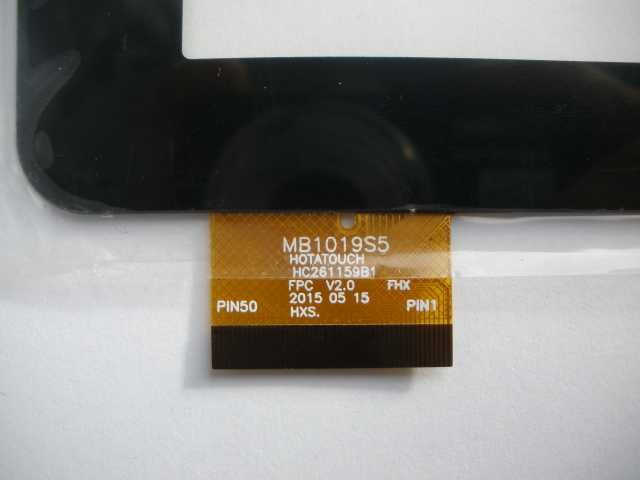 MB1019S5
HOTATOUCH
HC261159B1
FPC V2.0 FHX
2015 05 15
PIN50 PIN1
HXS.